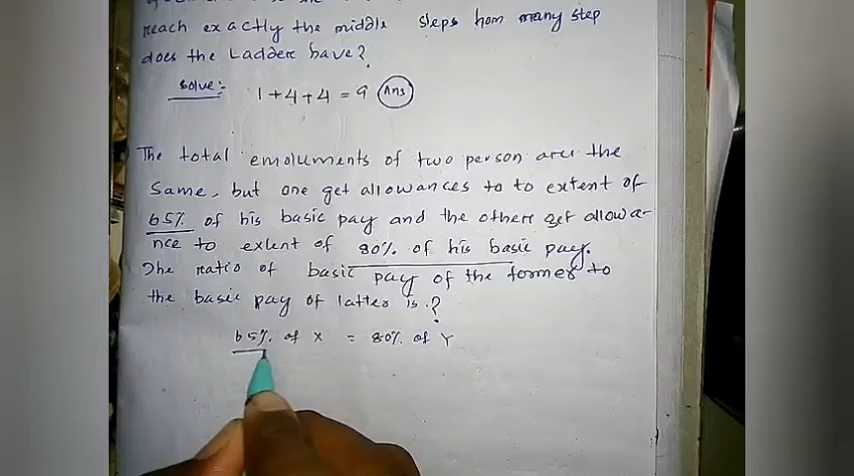 reach exactly the middle steps hom many step
does the Ladder have?
Solve:-
1+4+4 = 9 Ans
The total emoluments of two person are the
Same, but one get allowances to to extent of
65% of his basic pay and the others get allowa-
nce to extent of 80% of his basic pay.
The ratio of basic pay of the former to
the basic pay of latter is ?
65% of X = 80% of Y